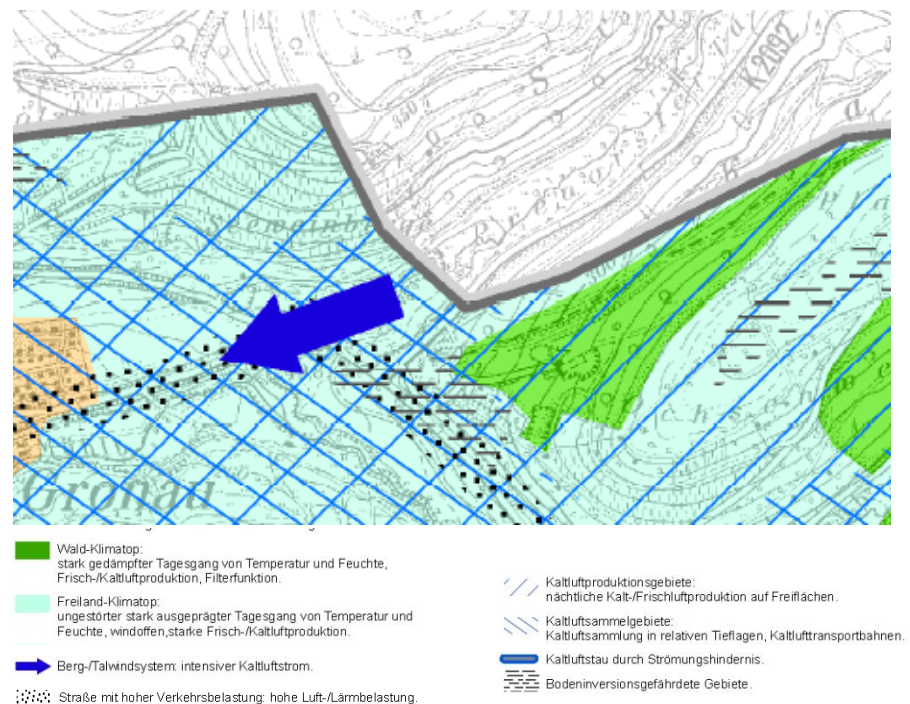 350
K2092
Gronau
Wald-Klimatop:
stark gedämpfter Tagesgang von Temperatur und Feuchte,
Frisch-/Kaltluftproduktion, Filterfunktion.
Freiland-Klimatop:
ungestörter stark ausgeprägter Tagesgang von Temperatur und
Feuchte, windoffen,starke Frisch-/Kaltluftproduktion.
Berg-/Talwindsystem: intensiver Kaltluftstrom.
Straße mit hoher Verkehrsbelastung: hohe Luft-/Lärmbelastung.
Kaltluftproduktionsgebiete:
nächtliche Kalt-/Frischluftproduktion auf Freiflächen.
Kaltluftsammelgebiete:
Kaltluftsammlung in relativen Tieflagen, Kaltlufttransportbahnen.
Kaltluftstau durch Strömungshindernis.
Bodeninversionsgefährdete Gebiete.